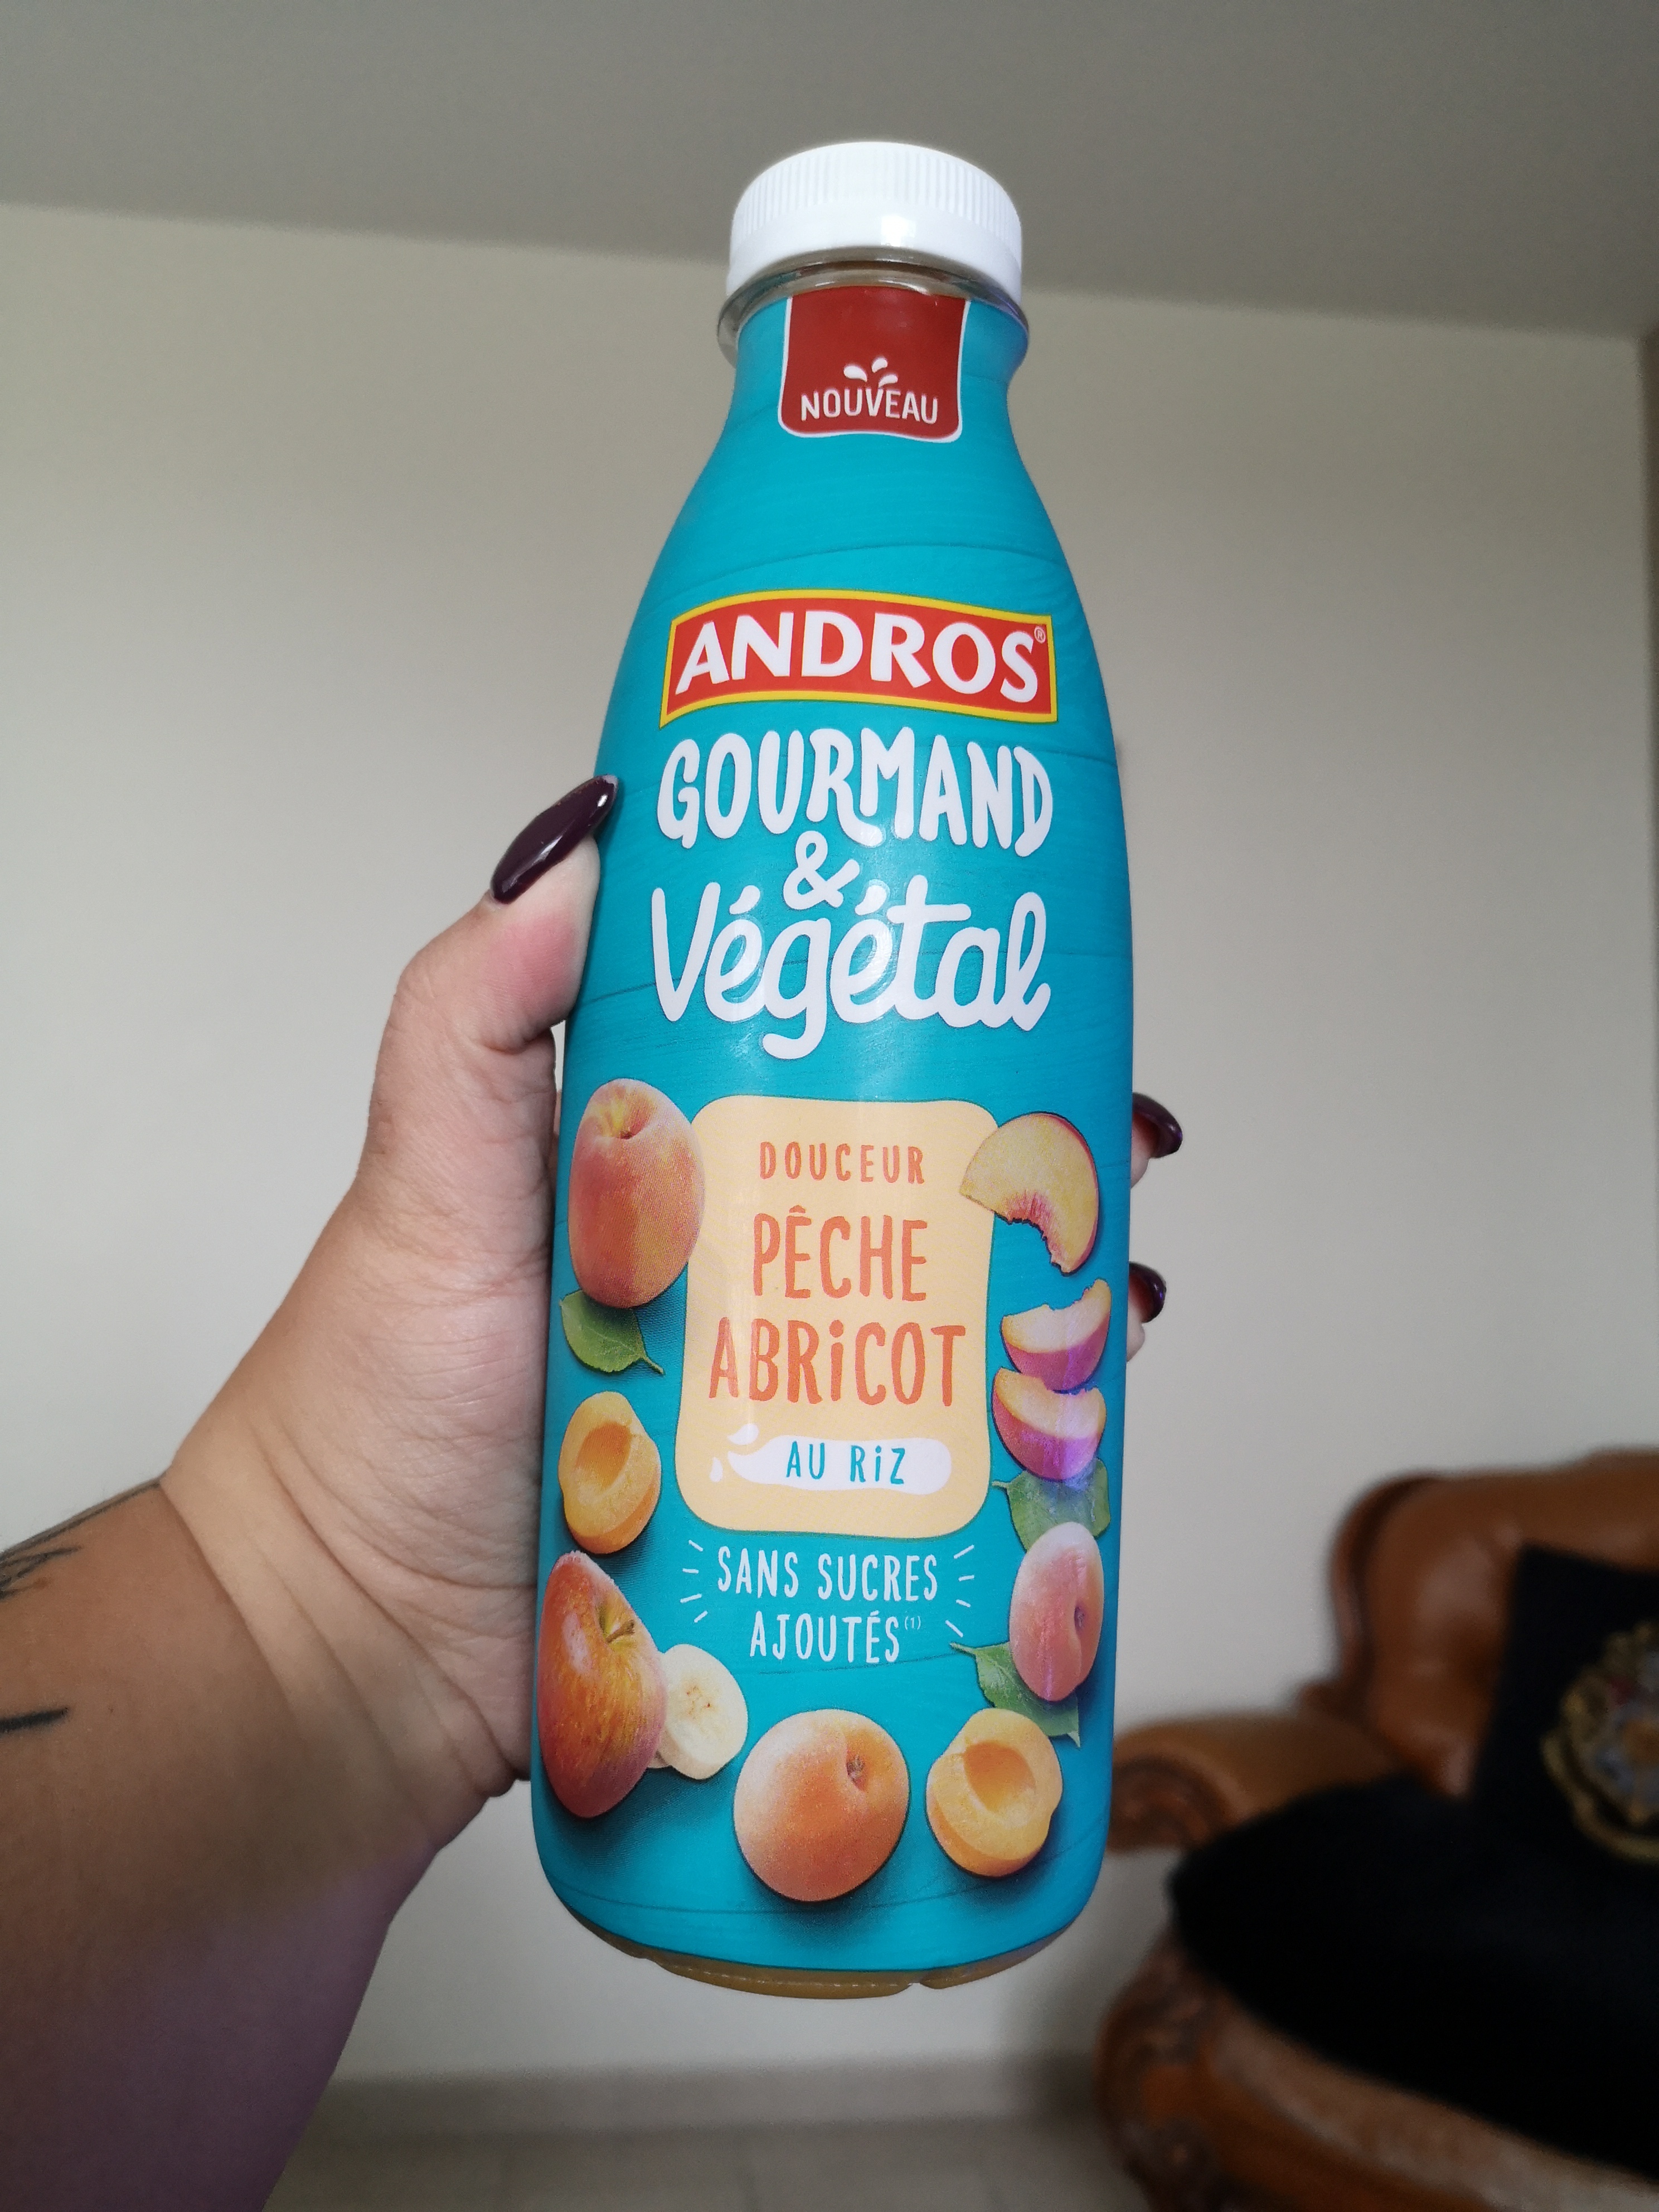 NOUVEAU
ANDROS®
GOURMAND
&
Végétal
DOUCEUR
PÊCHE
ABRiCOT
AU RiZ
SANS SUCRES
AJOUTÉS(1)